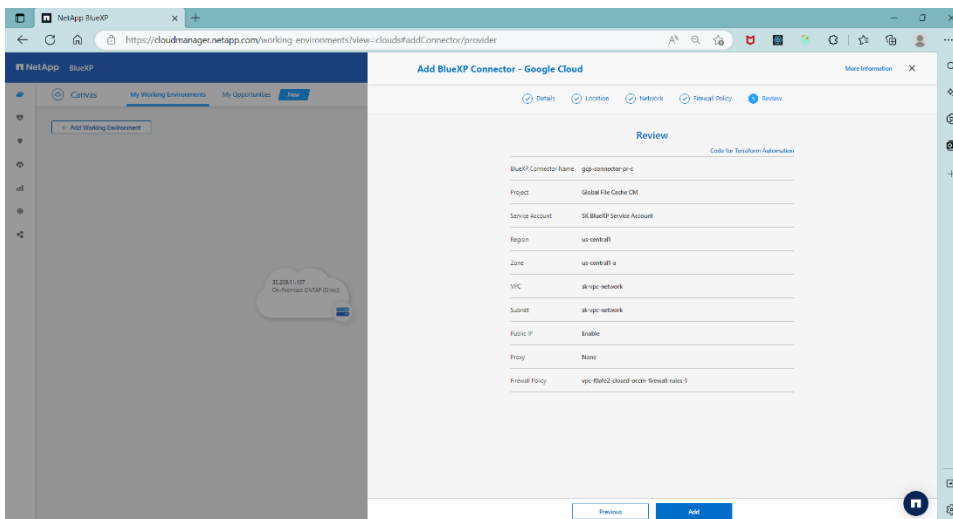 NetApp BlueXP
https://cloudmanager.netapp.com/working-environments?view=clouds#addConnector/provider
NetApp BlueXP
Add BlueXP Connector - Google Cloud
More Information
Canvas
My Working Environments
My Opportunities
New
Details
Location
Network
Firewall Policy
5 Review
+ Add Working Environment
Review
Code for Terraform Automation
BlueXP Connector Name gcp-connector-pr-c
Project Global File Cache CM
Service Account SK BlueXP Service Account
Region us-central1
Zone us-central1-a
VPC sk-vpc-network
Subnet sk-vpc-network
Public IP Enable
Proxy None
Firewall Policy
On-Premises ONTAP (Direct)
Previous
Add